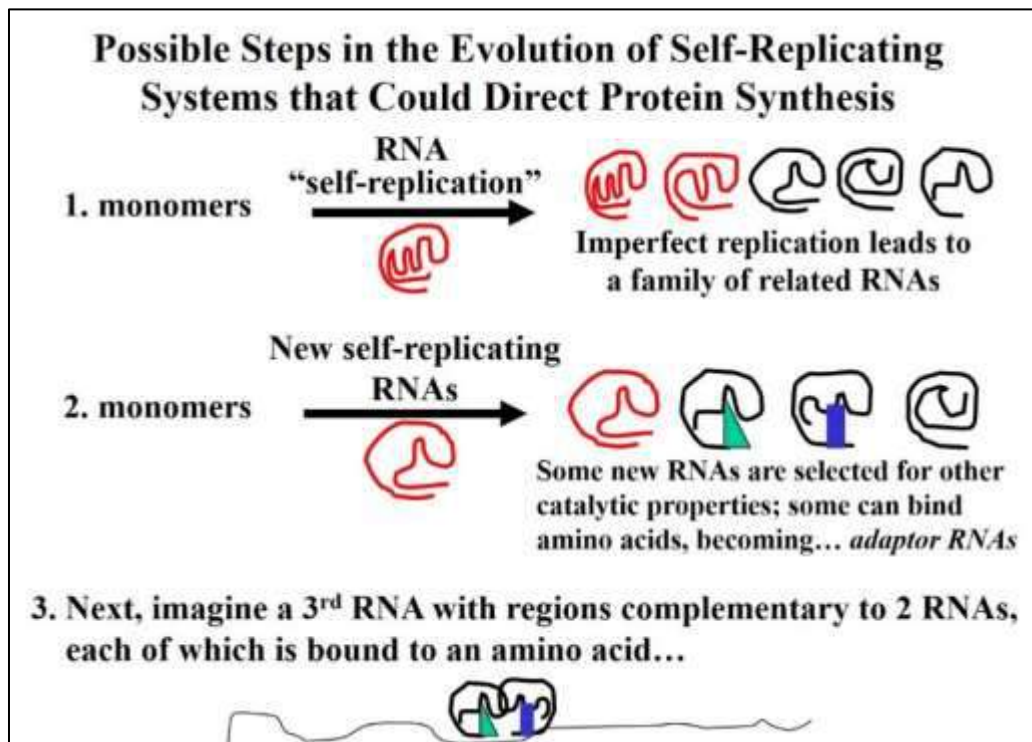 Possible Steps in the Evolution of Self-Replicating
Systems that Could Direct Protein Synthesis
RNA
“self-replication”
1. monomers
Imperfect replication leads to
a family of related RNAs
New self-replicating
RNAs
2. monomers
Some new RNAs are selected for other
catalytic properties; some can bind
amino acids, becoming… adaptor RNAs
3. Next, imagine a 3rd RNA with regions complementary to 2 RNAs,
each of which is bound to an amino acid…